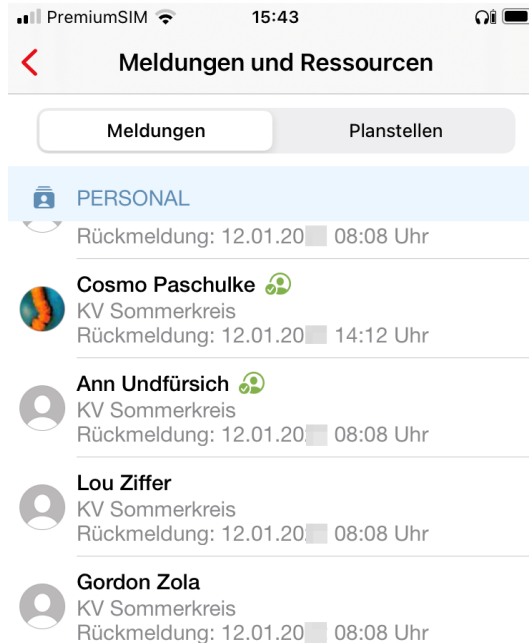 PremiumSIM 15:43
Meldungen und Ressourcen
Meldungen Planstellen
PERSONAL
Rückmeldung: 12.01.20 08:08 Uhr
Cosmo Paschulke
KV Sommerkreis
Rückmeldung: 12.01.20 14:12 Uhr
Ann Undfürsich
KV Sommerkreis
Rückmeldung: 12.01.20 08:08 Uhr
Lou Ziffer
KV Sommerkreis
Rückmeldung: 12.01.20 08:08 Uhr
Gordon Zola
KV Sommerkreis
Rückmeldung: 12.01.20 08:08 Uhr